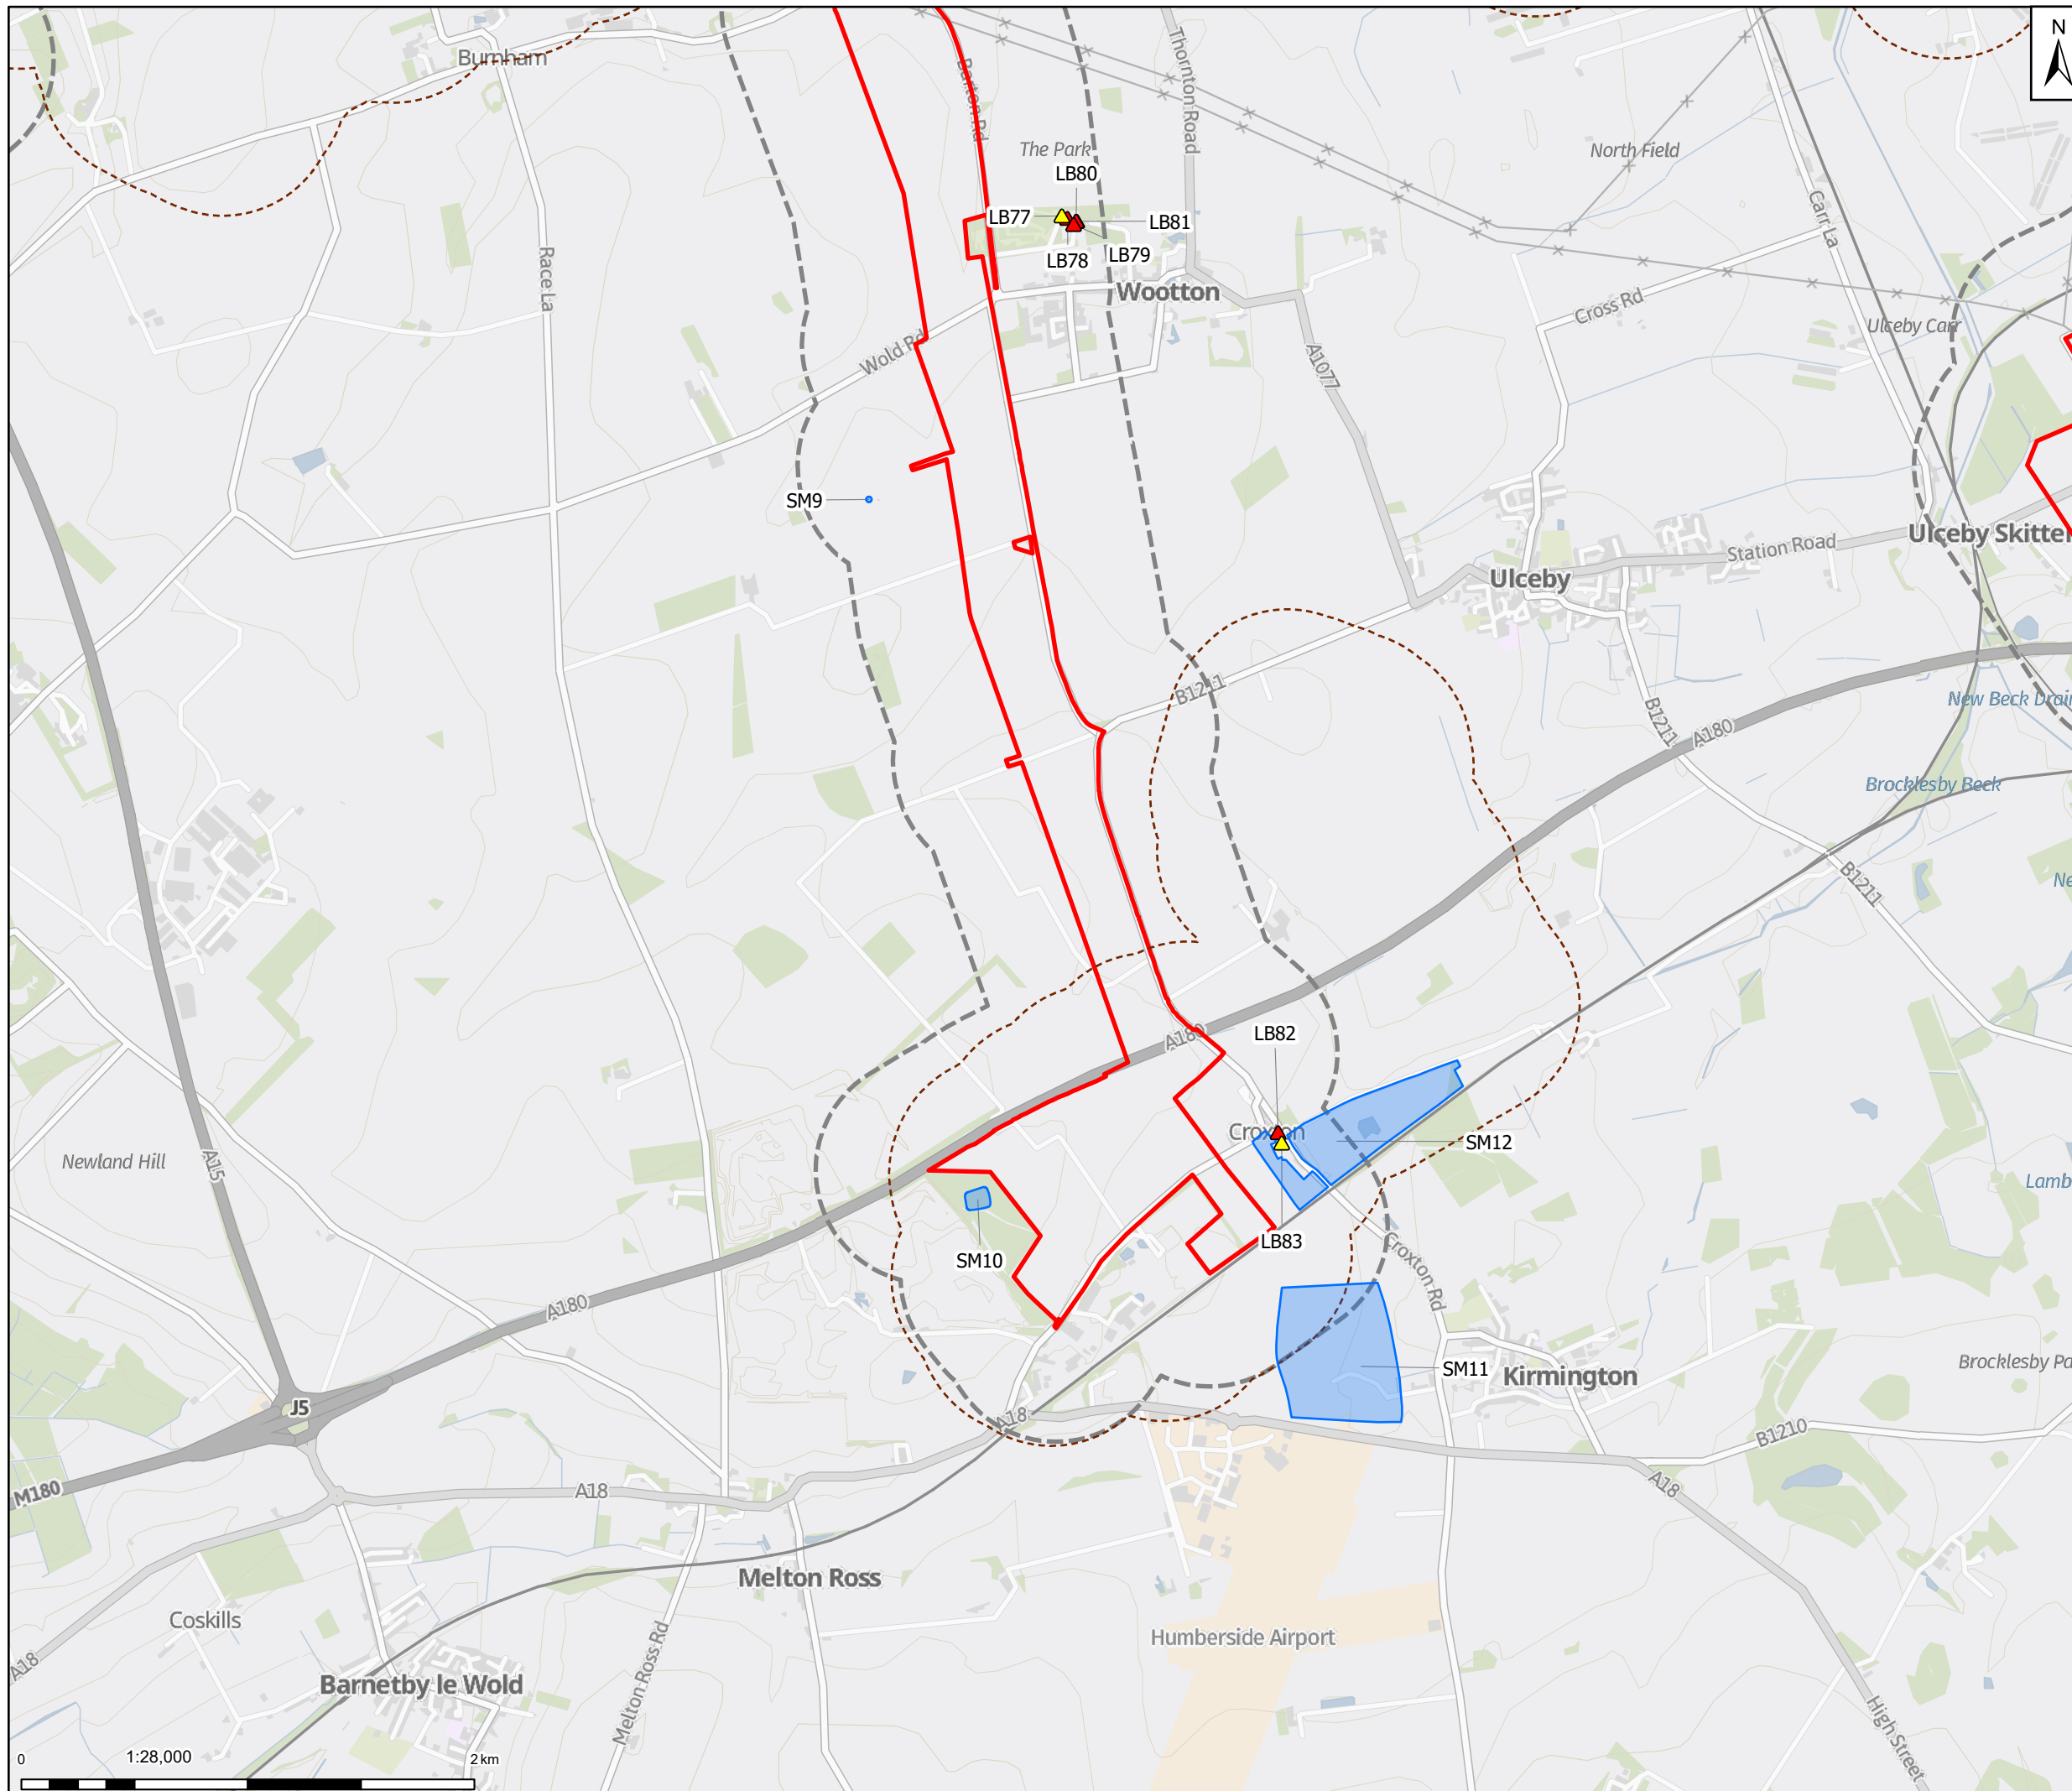 N
Burnham
Barton Rd
Thornton Road
The Park
North Field
LB80
Carr La
LB77
LB81
LB78
LB79
Race La
Wootton
Cross Rd
Ulceby Carr
Wold Rd
A1077
SM9
Station Road
Ulceby
B1211
B1211
A180
New Beck Drain
Brocklesby Beck
B1211
A180
LB82
Croxton
SM12
Newland Hill
A15
LB83
SM10
Croxton Rd
A180
SM11
Kirmington
J5
A18
B1210
M180
A18
A18
Melton Ross
Coskills
Humberside Airport
A18
Barnetby le Wold
Melton Ross Rd
High Street
0
1:28,000
2 km